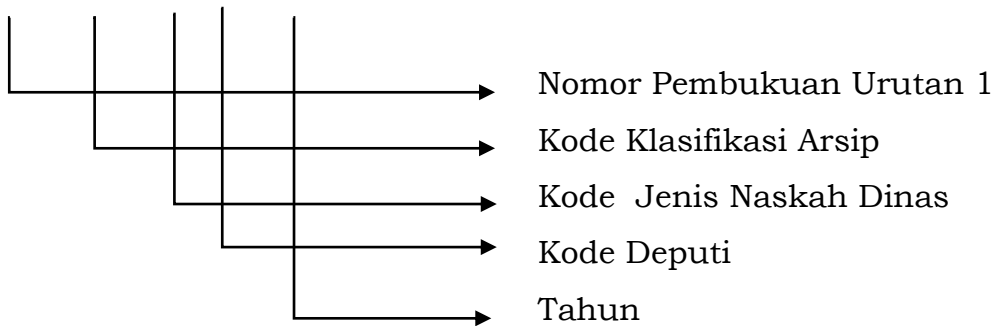 Nomor Pembukuan Urutan 1
Kode Klasifikasi Arsip
Kode Jenis Naskah Dinas
Kode Deputi
Tahun